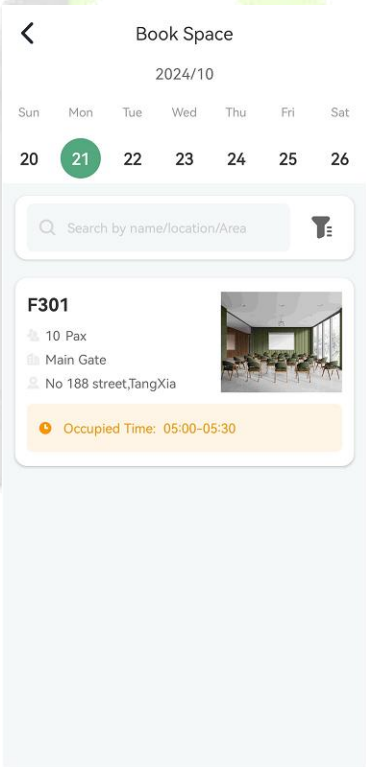 Book Space
2024/10
Sun Mon Tue Wed Thu Fri Sat
20 21 22 23 24 25 26
Search by name/location/Area
F301
10 Pax
Main Gate
No 188 street,TangXia
Occupied Time: 05:00-05:30